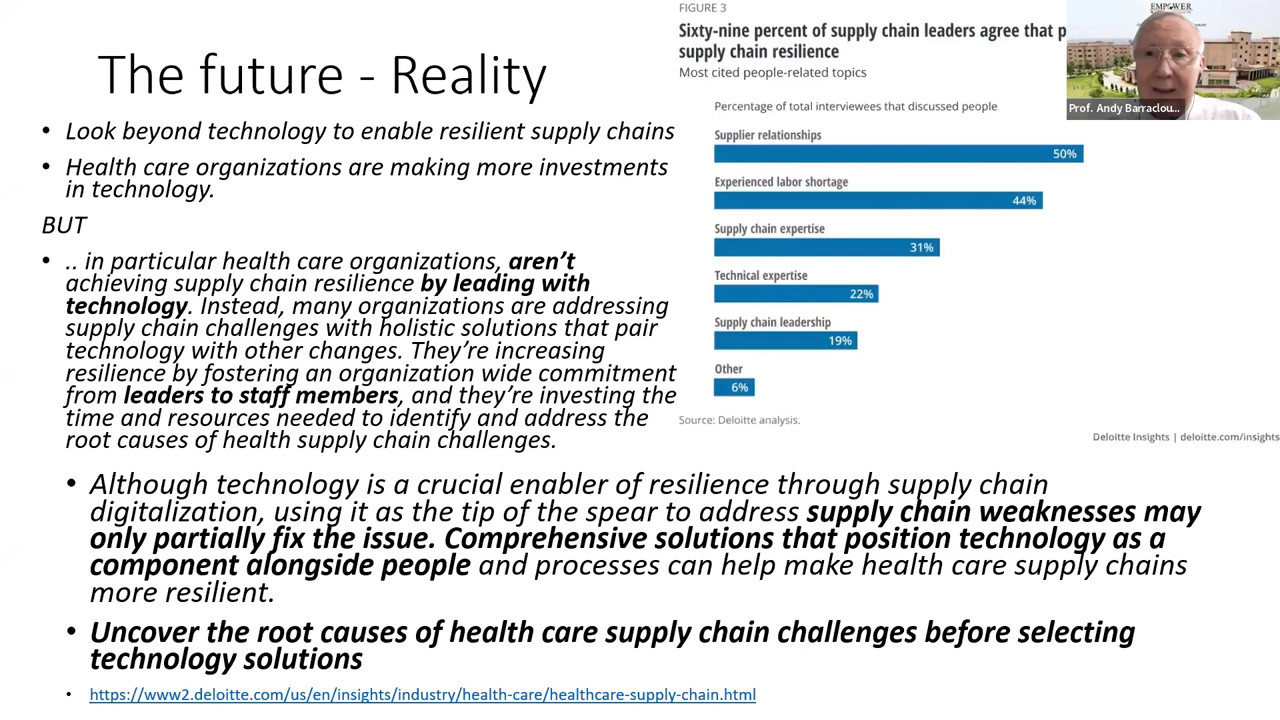 The future - Reality
• Look beyond technology to enable resilient supply chains
• Health care organizations are making more investments
in technology.
BUT
• .. in particular health care organizations, aren’t
achieving supply chain resilience by leading with
technology. Instead, many organizations are addressing
supply chain challenges with holistic solutions that pair
technology with other changes. They’re increasing
resilience by fostering an organization wide commitment
from leaders to staff members, and they’re investing the
time and resources needed to identify and address the
root causes of health supply chain challenges.
FIGURE 3
Sixty-nine percent of supply chain leaders agree that p
supply chain resilience
Most cited people-related topics
Percentage of total interviewees that discussed people
Supplier relationships
50%
Experienced labor shortage
44%
Supply chain expertise
31%
Technical expertise
22%
Supply chain leadership
19%
Other
6%
Source: Deloitte analysis.
Deloitte Insights | deloitte.com/insights
EMPOWER
Prof. Andy Barraclou...
• Although technology is a crucial enabler of resilience through supply chain
digitalization, using it as the tip of the spear to address supply chain weaknesses may
only partially fix the issue. Comprehensive solutions that position technology as a
component alongside people and processes can help make health care supply chains
more resilient.
• Uncover the root causes of health care supply chain challenges before selecting
technology solutions
• https://www2.deloitte.com/us/en/insights/industry/health-care/healthcare-supply-chain.html